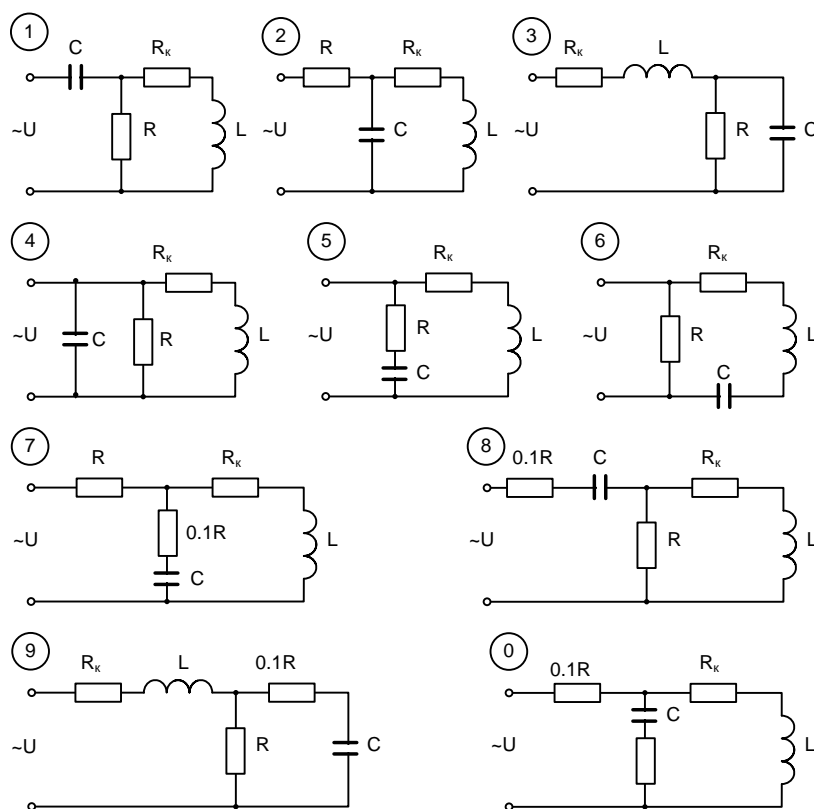 1 2 3
C Rк R Rк Rк L
~U R L ~U C L ~U R C
4 5 6
Rк Rк Rк
~U C R L ~U R C L ~U R C L
7 8
R Rк 0.1R C Rк
~U 0.1R C L ~U R L
9 0
Rк L 0.1R 0.1R Rк
~U R C ~U C L